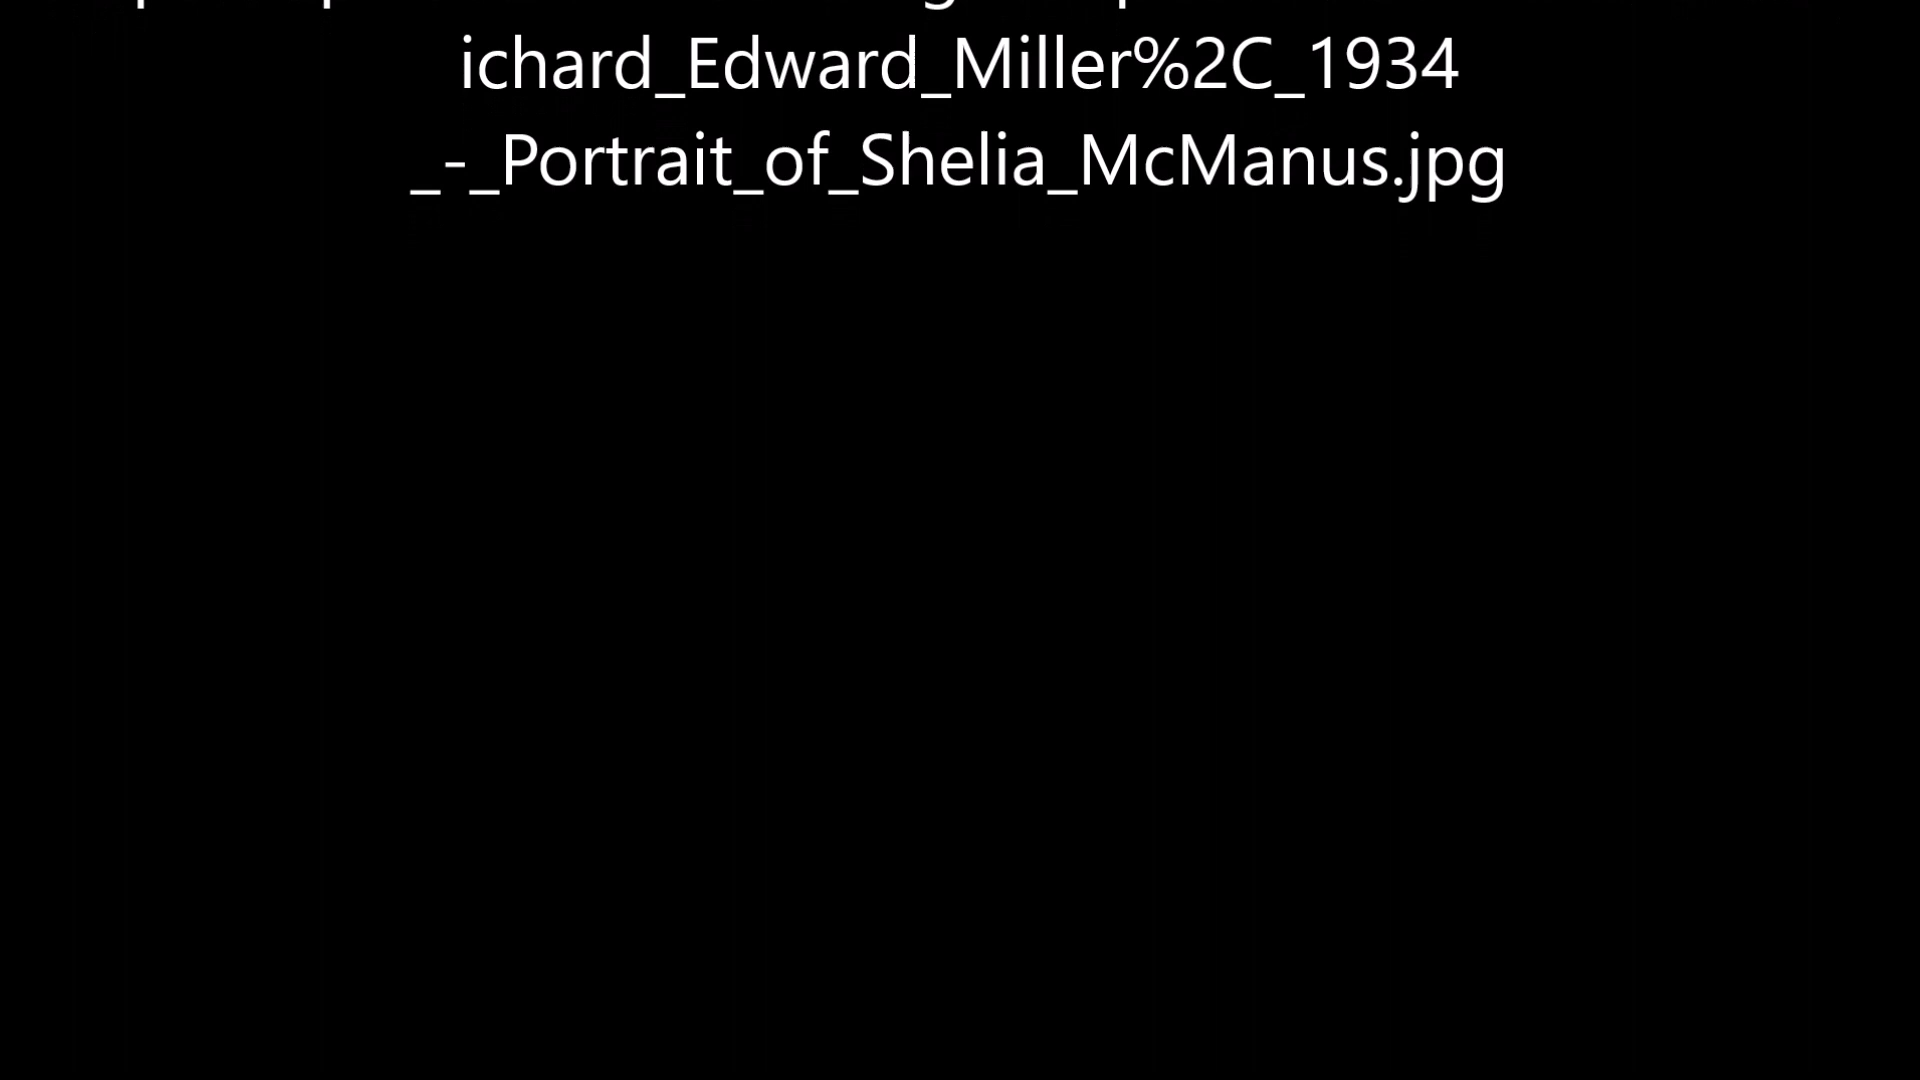 ichard_Edward_Miller%2C_1934
_-_Portrait_of_Shelia_McManus.jpg